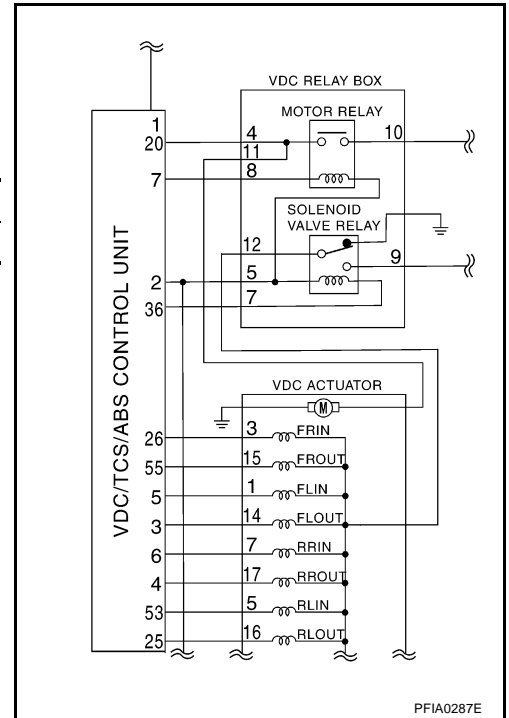 VDC RELAY BOX
MOTOR RELAY
1
20 4 10
11
7 8
SOLENOID
VALVE RELAY
12 9
2 5
36 7
VDC/TCS/ABS CONTROL UNIT
VDC ACTUATOR
M
26 3 FRIN
55 15 FROUT
5 1 FLIN
3 14 FLOUT
6 7 RRIN
4 17 RROUT
53 5 RLIN
25 16 RLOUT
PFIA0287E